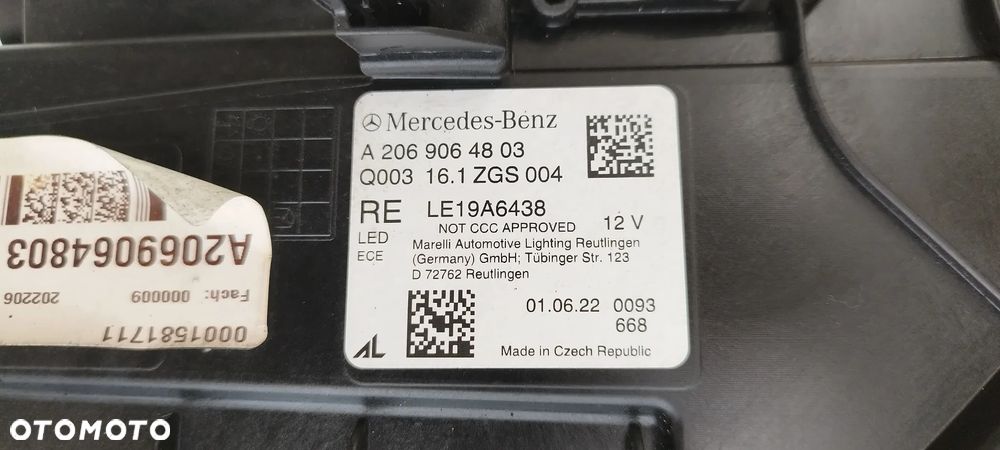 Mercedes-Benz
A 206 906 48 03
Q003 16.1 ZGS 004
RE LE19A6438
NOT CCC APPROVED 12 V
LED
ECE
Marelli Automotive Lighting Reutlingen
(Germany) GmbH; Tübinger Str. 123
D 72762 Reutlingen
01.06.22 0093
668
AL
Made in Czech Republic
0001581711
Fach: 000009 202206
A2069064803
OTOMOTO